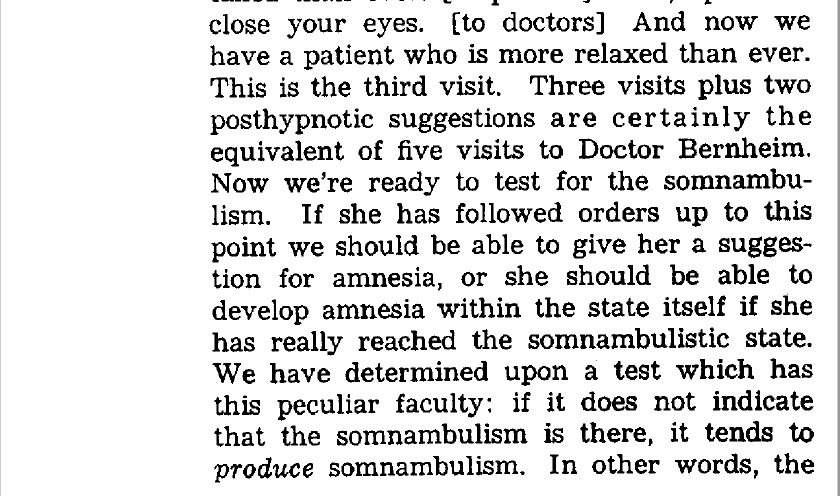 close your eyes. [to doctors] And now we
have a patient who is more relaxed than ever.
This is the third visit. Three visits plus two
posthypnotic suggestions are certainly the
equivalent of five visits to Doctor Bernheim.
Now we're ready to test for the somnambu-
lism. If she has followed orders up to this
point we should be able to give her a sugges-
tion for amnesia, or she should be able to
develop amnesia within the state itself if she
has really reached the somnambulistic state.
We have determined upon a test which has
this peculiar faculty: if it does not indicate
that the somnambulism is there, it tends to
produce somnambulism. In other words, the